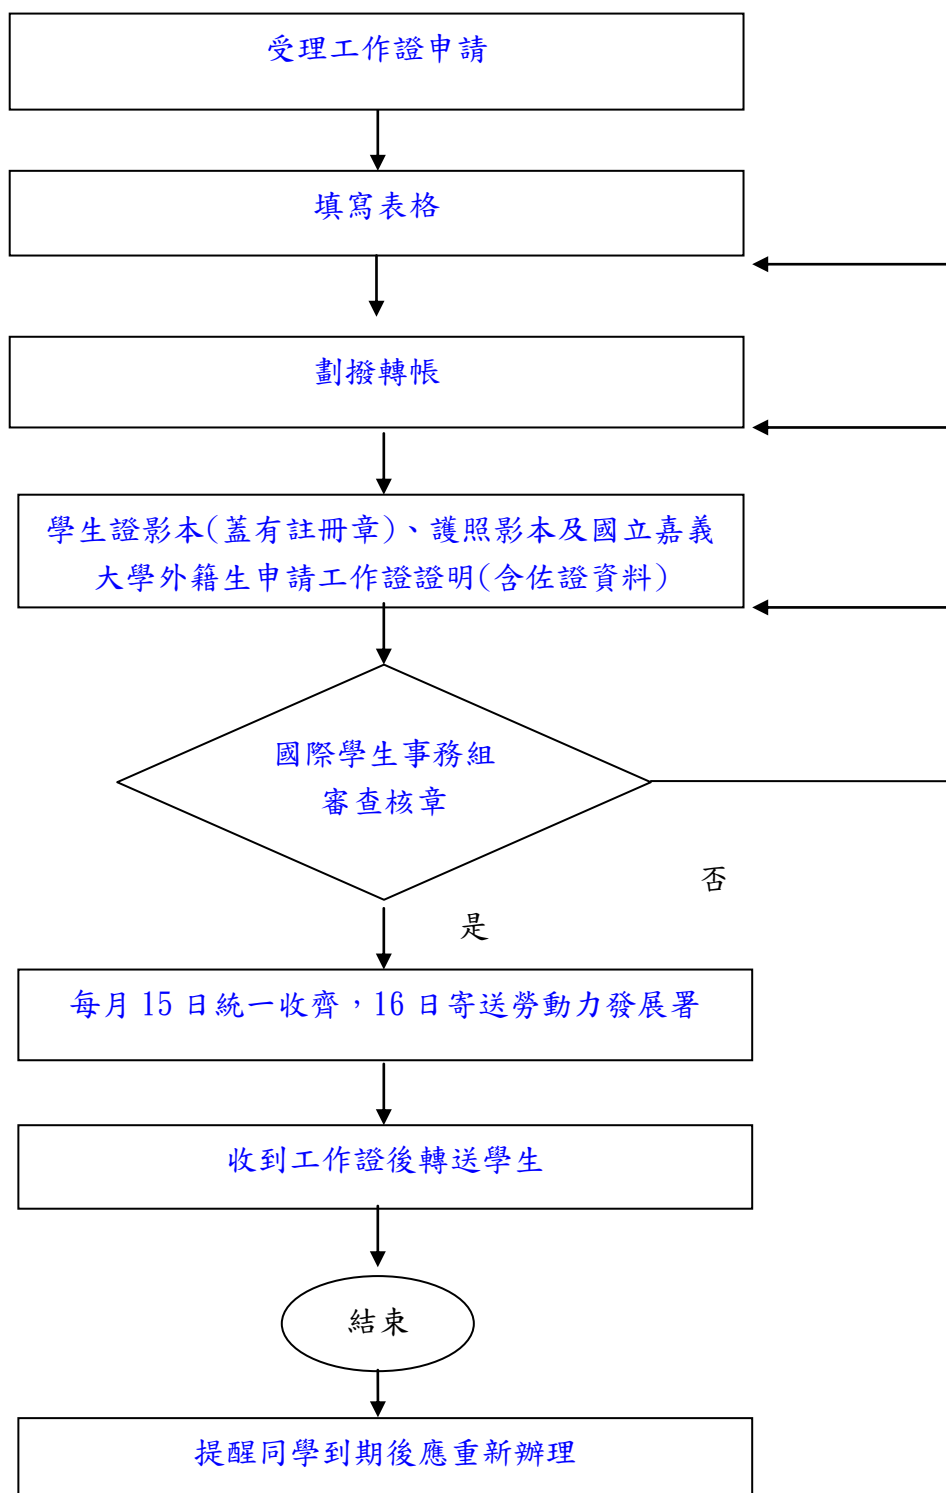 受理工作證申請
填寫表格
劃撥轉帳
學生證影本(蓋有註冊章)、護照影本及國立嘉義
大學外籍生申請工作證證明(含佐證資料)
國際學生事務組
審查核章
否
是
每月 15 日統一收齊，16 日寄送勞動力發展署
收到工作證後轉送學生
結束
提醒同學到期後應重新辦理